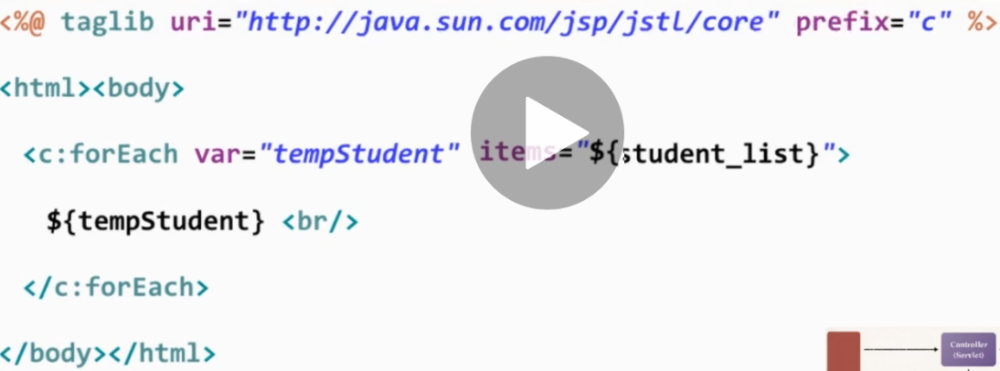 <%@ taglib uri="http://java.sun.com/jsp/jstl/core" prefix="c" %>
<html><body>
<c:forEach var="tempStudent" items="${student_list}">
${tempStudent} <br/>
</c:forEach>
</body></html>
Controller
(Servlet)